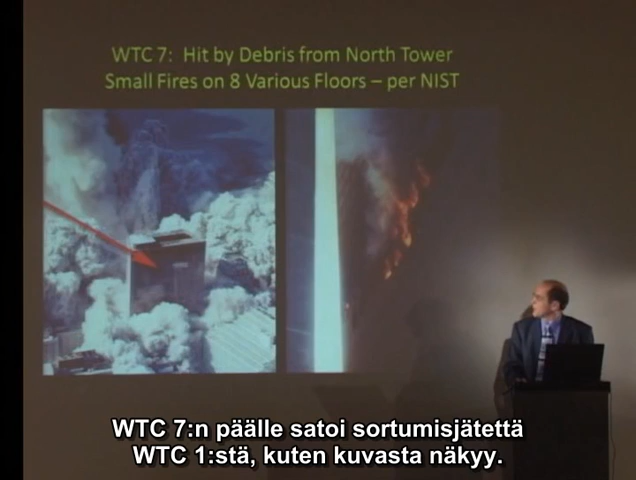 WTC 7: Hit by Debris from North Tower
Small Fires on 8 Various Floors – per NIST
WTC 7:n päälle satoi sortumisjätettä
WTC 1:stä, kuten kuvasta näkyy.